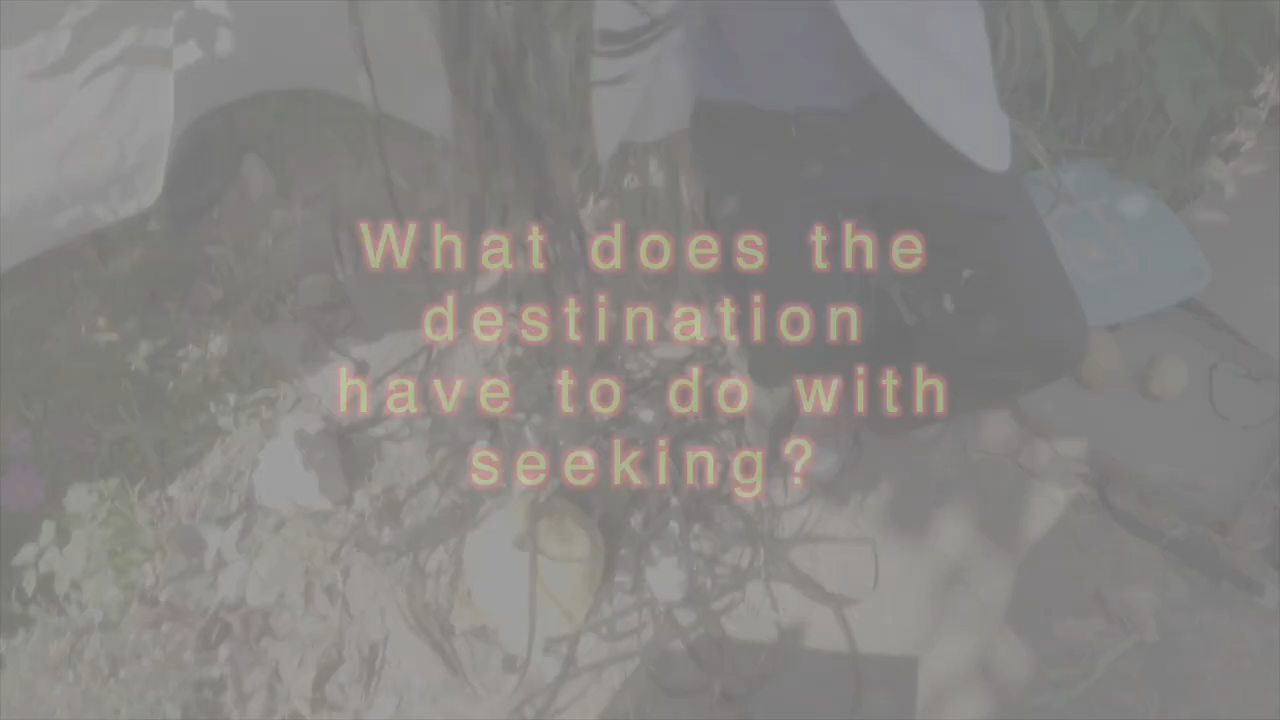 What does the
destination
have to do with
seeking?